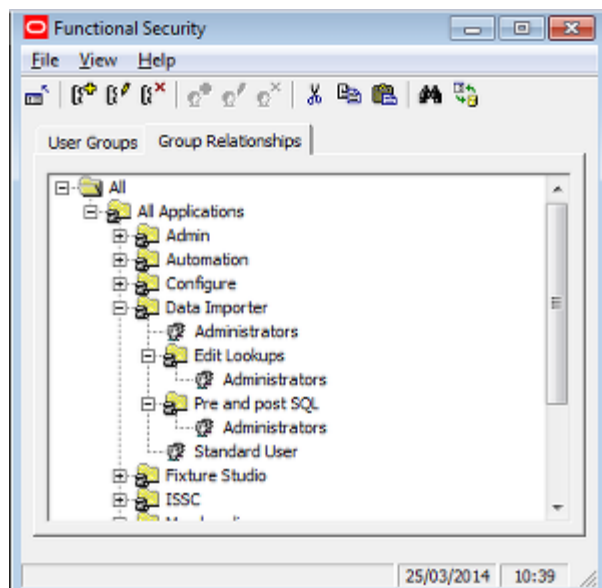 Functional Security
File View Help
User Groups Group Relationships
All
All Applications
Admin
Automation
Configure
Data Importer
Administrators
Edit Lookups
Administrators
Pre and post SQL
Administrators
Standard User
Fixture Studio
ISSC
25/03/2014 10:39